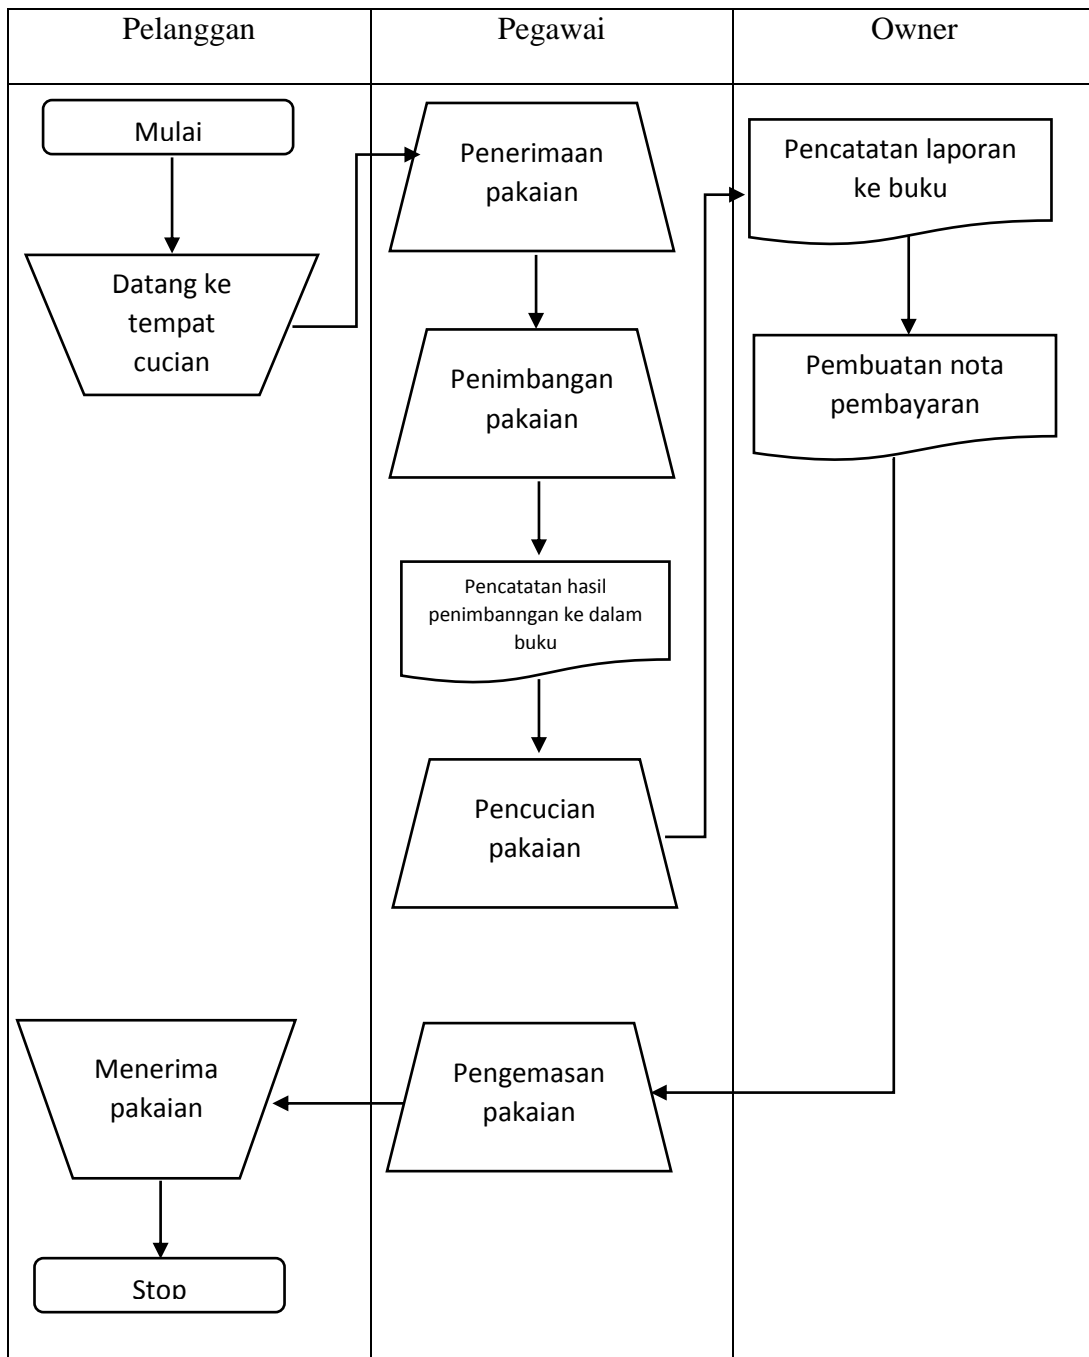 Pelanggan
Pegawai
Owner
Mulai
Datang ke
tempat
cucian
Penerimaan
pakaian
Penimbangan
pakaian
Pencatatan hasil
penimbanngan ke dalam
buku
Pencucian
pakaian
Pencatatan laporan
ke buku
Pembuatan nota
pembayaran
Pengemasan
pakaian
Menerima
pakaian
Stop